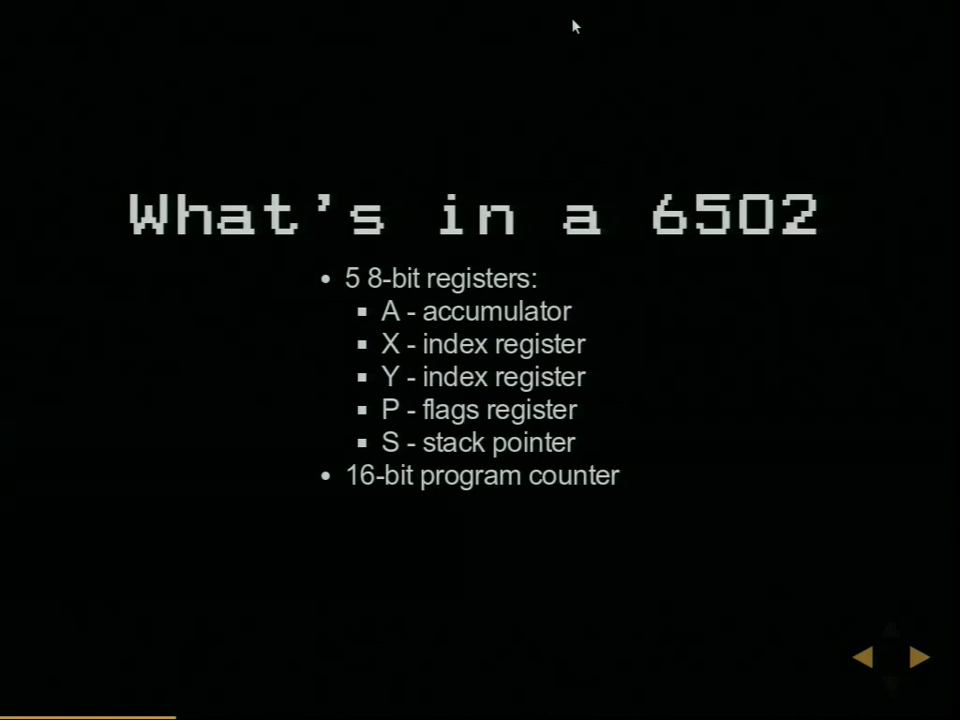 What's in a 6502
5 8-bit registers:
A - accumulator
X - index register
Y - index register
P - flags register
S - stack pointer
16-bit program counter